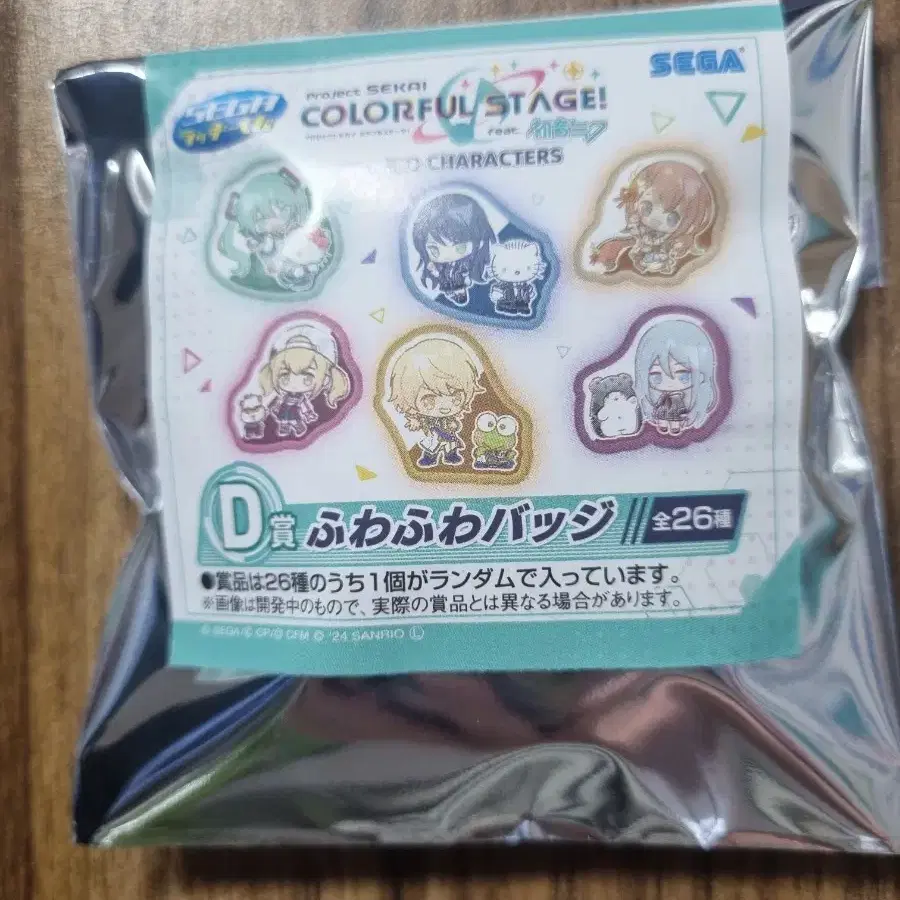 SEGA
SEGA
ラッキーくじ
Project SEKAI
COLORFUL STAGE!
feat. 初音ミク
CHARACTERS
D賞 ふわふわバッジ 全26種
●賞品は26種のうち1個がランダムで入っています。
※画像は開発中のもので、実際の賞品とは異なる場合があります。
© SEGA / © CP / © CFM © '24 SANRIO Ⓛ